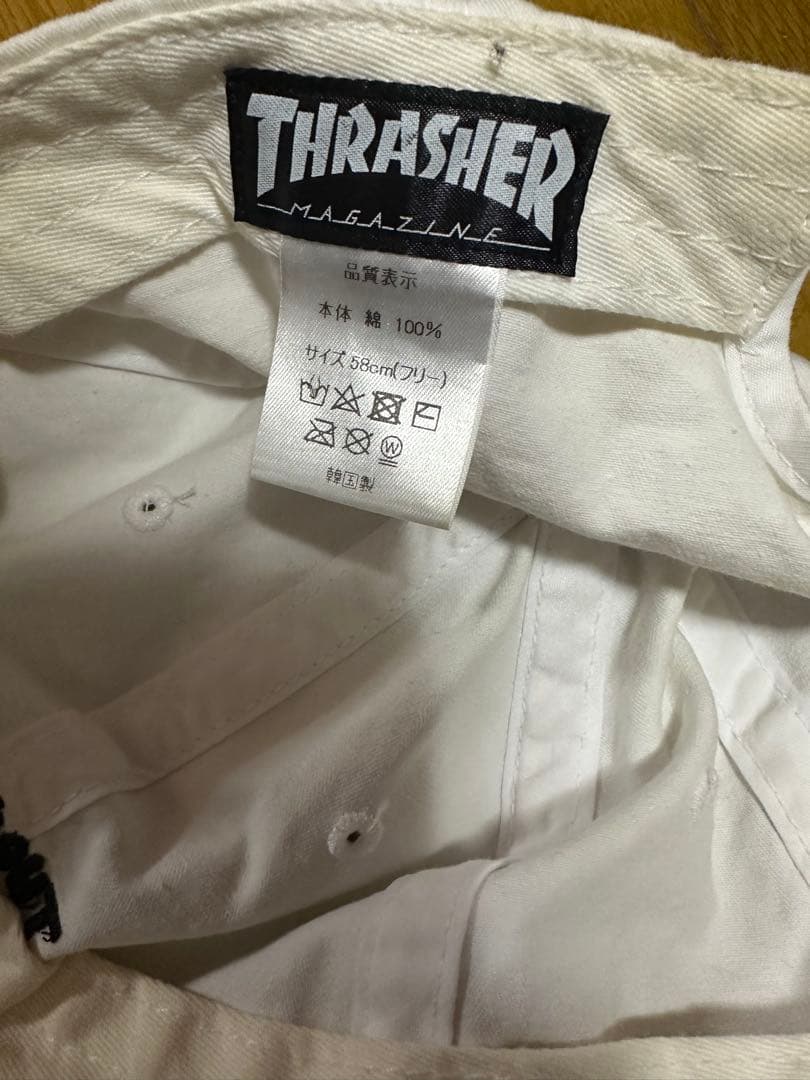 THRASHER
MAGAZINE
品質表示
本体 綿 100%
サイズ 58cm(フリー)
W
韓国製